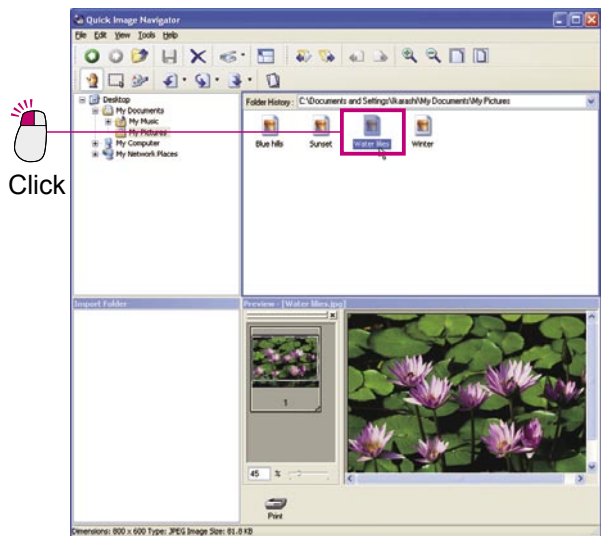 Quick Image Navigator
File Edit View Tools Help
Desktop
My Documents
My Music
My Pictures
My Computer
My Network Places
Folder History: C:\Documents and Settings\Ikarashi\My Documents\My Pictures
Blue hills Sunset Water lilies Winter
Click
Import Folder
Preview - [Water lilies.jpg]
1
45 %
Print
Dimensions: 800 x 600 Type: JPEG Image Size: 81.8 KB